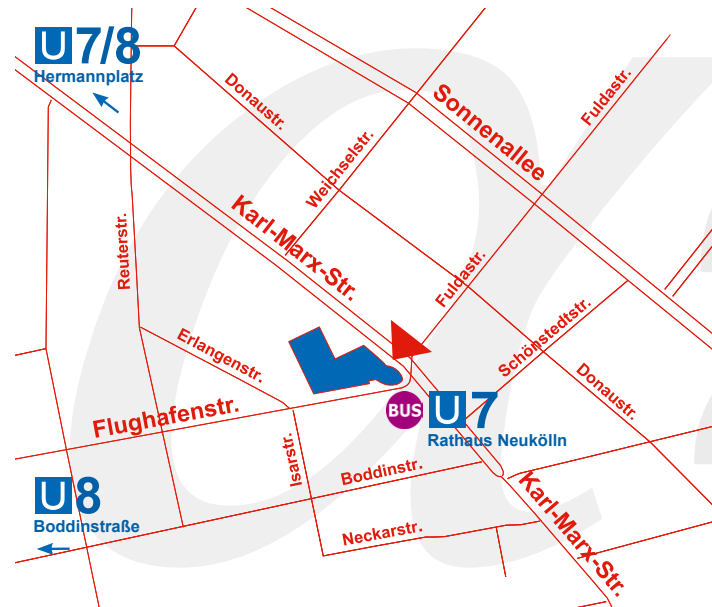 U7/8
Hermannplatz
Donaustr.
Sonnenallee
Fuldastr.
Weichselstr.
Karl-Marx-Str.
Reuterstr.
Fuldastr.
Schönstedtstr.
Erlangenstr.
Donaustr.
Flughafenstr.
BUS
U7
Rathaus Neukölln
Isarstr.
Boddinstr.
U8
Boddinstraße
Neckarstr.
Karl-Marx-Str.